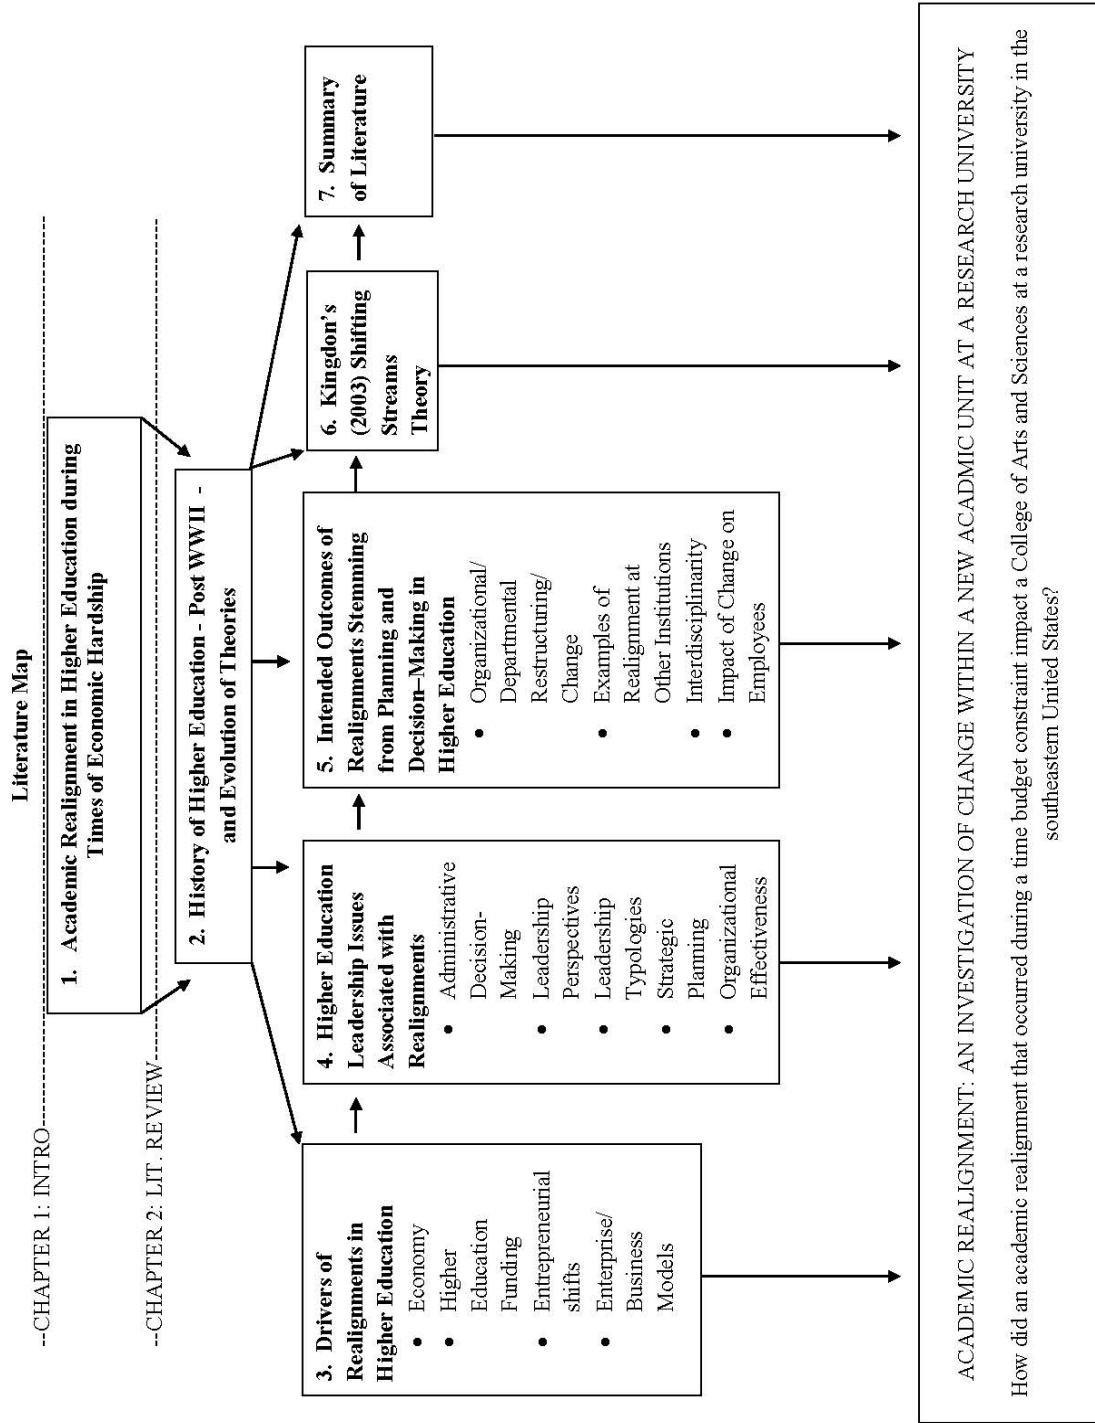 Literature Map
--CHAPTER 1: INTRO--
1. Academic Realignment in Higher Education during
Times of Economic Hardship
--CHAPTER 2: LIT. REVIEW--
2. History of Higher Education - Post WWII -
and Evolution of Theories
3. Drivers of
Realignments in
Higher Education
• Economy
• Higher
Education
Funding
• Entrepreneurial
shifts
• Enterprise/
Business
Models
4. Higher Education
Leadership Issues
Associated with
Realignments
• Administrative
Decision-
Making
• Leadership
Perspectives
• Leadership
Typologies
• Strategic
Planning
• Organizational
Effectiveness
5. Intended Outcomes of
Realignments Stemming
from Planning and
Decision–Making in
Higher Education
• Organizational/
Departmental
Restructuring/
Change
• Examples of
Realignment at
Other Institutions
• Interdisciplinarity
• Impact of Change on
Employees
6. Kingdon's
(2003) Shifting
Streams
Theory
7. Summary
of Literature
ACADEMIC REALIGNMENT: AN INVESTIGATION OF CHANGE WITHIN A NEW ACADMIC UNIT AT A RESEARCH UNIVERSITY
How did an academic realignment that occurred during a time budget constraint impact a College of Arts and Sciences at a research university in the
southeastern United States?